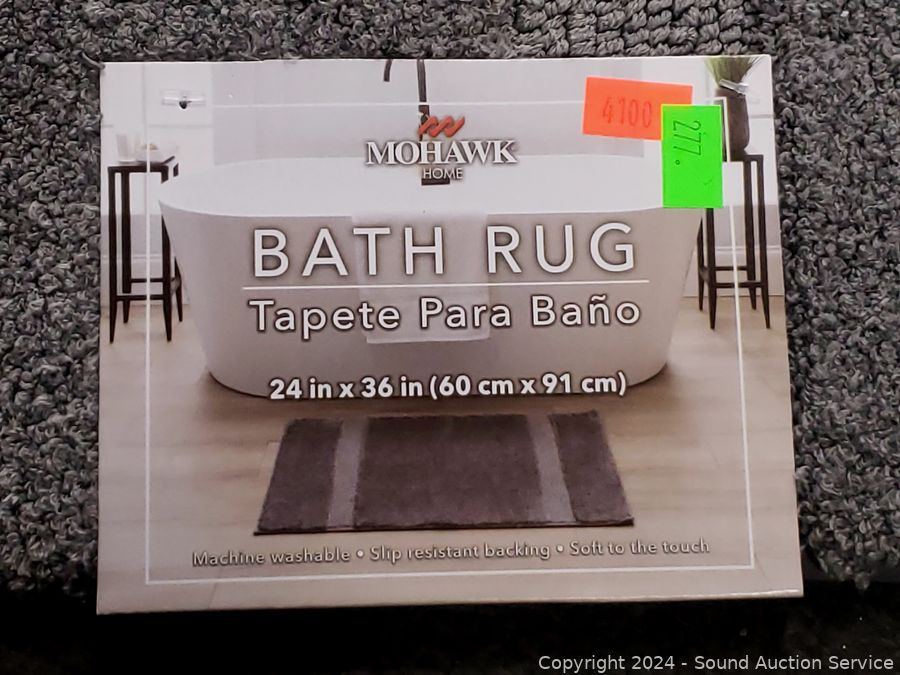 4100
277.
MOHAWK
HOME
BATH RUG
Tapete Para Baño
24 in x 36 in (60 cm x 91 cm)
Machine washable • Slip resistant backing • Soft to the touch
Copyright 2024 - Sound Auction Service